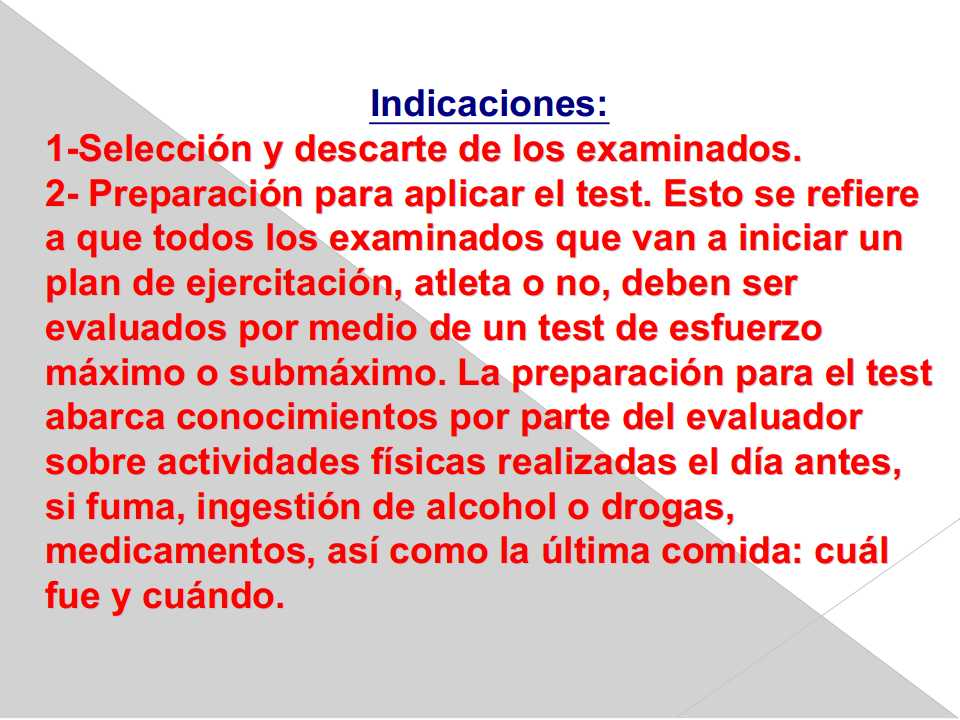 Indicaciones:
1-Selección y descarte de los examinados.
2- Preparación para aplicar el test. Esto se refiere
a que todos los examinados que van a iniciar un
plan de ejercitación, atleta o no, deben ser
evaluados por medio de un test de esfuerzo
máximo o submáximo. La preparación para el test
abarca conocimientos por parte del evaluador
sobre actividades físicas realizadas el día antes,
si fuma, ingestión de alcohol o drogas,
medicamentos, así como la última comida: cuál
fue y cuándo.